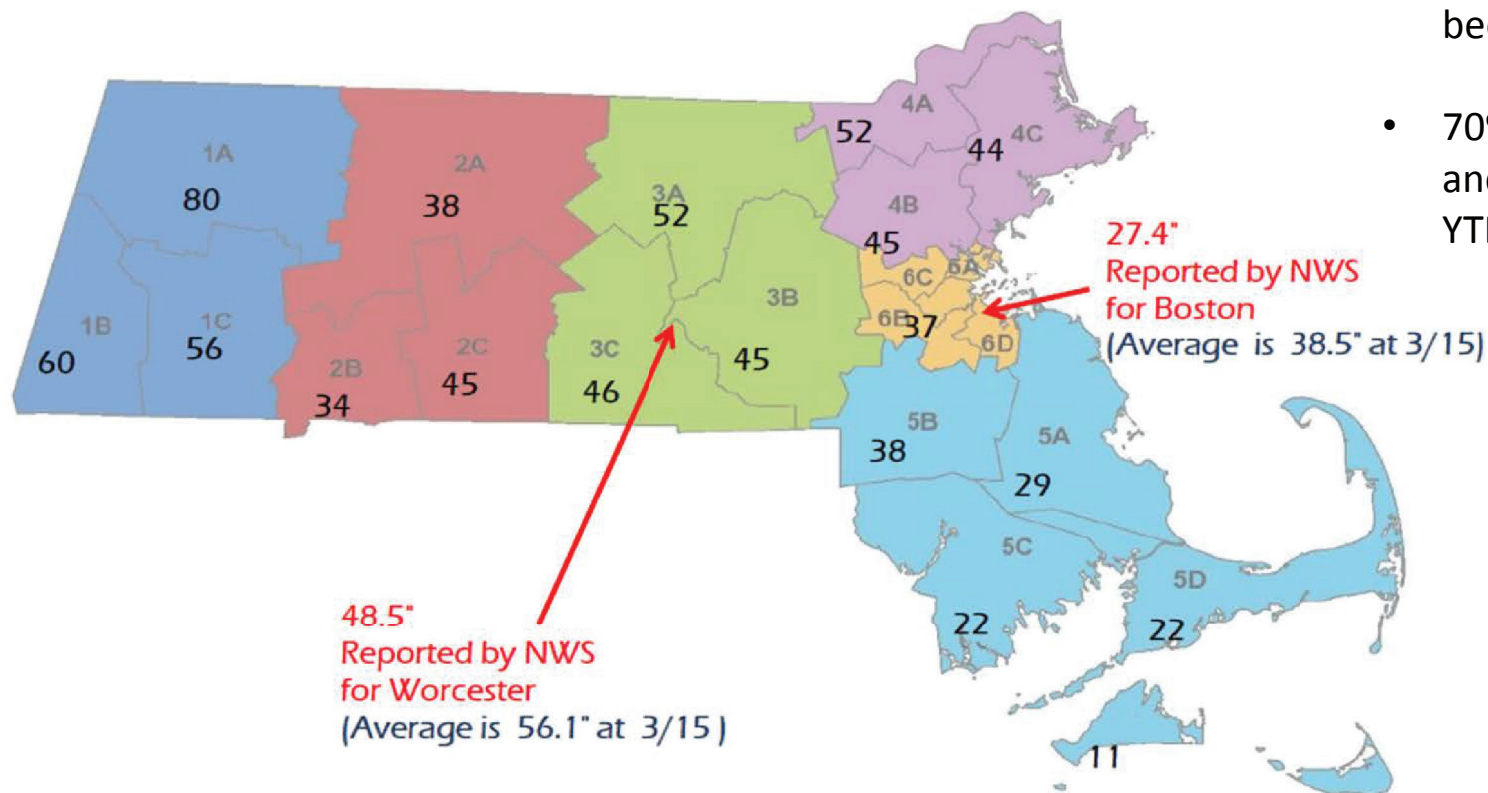 1A
80
1B
60
1C
56
2A
38
2B
34
2C
45
3A
52
3B
45
3C
46
4A
52
4C
44
4B
45
6C
6A
6B
37
6D
5B
38
5A
29
5C
22
5D
22
11
27.4"
Reported by NWS
for Boston
(Average is 38.5" at 3/15)
48.5"
Reported by NWS
for Worcester
(Average is 56.1" at 3/15 )